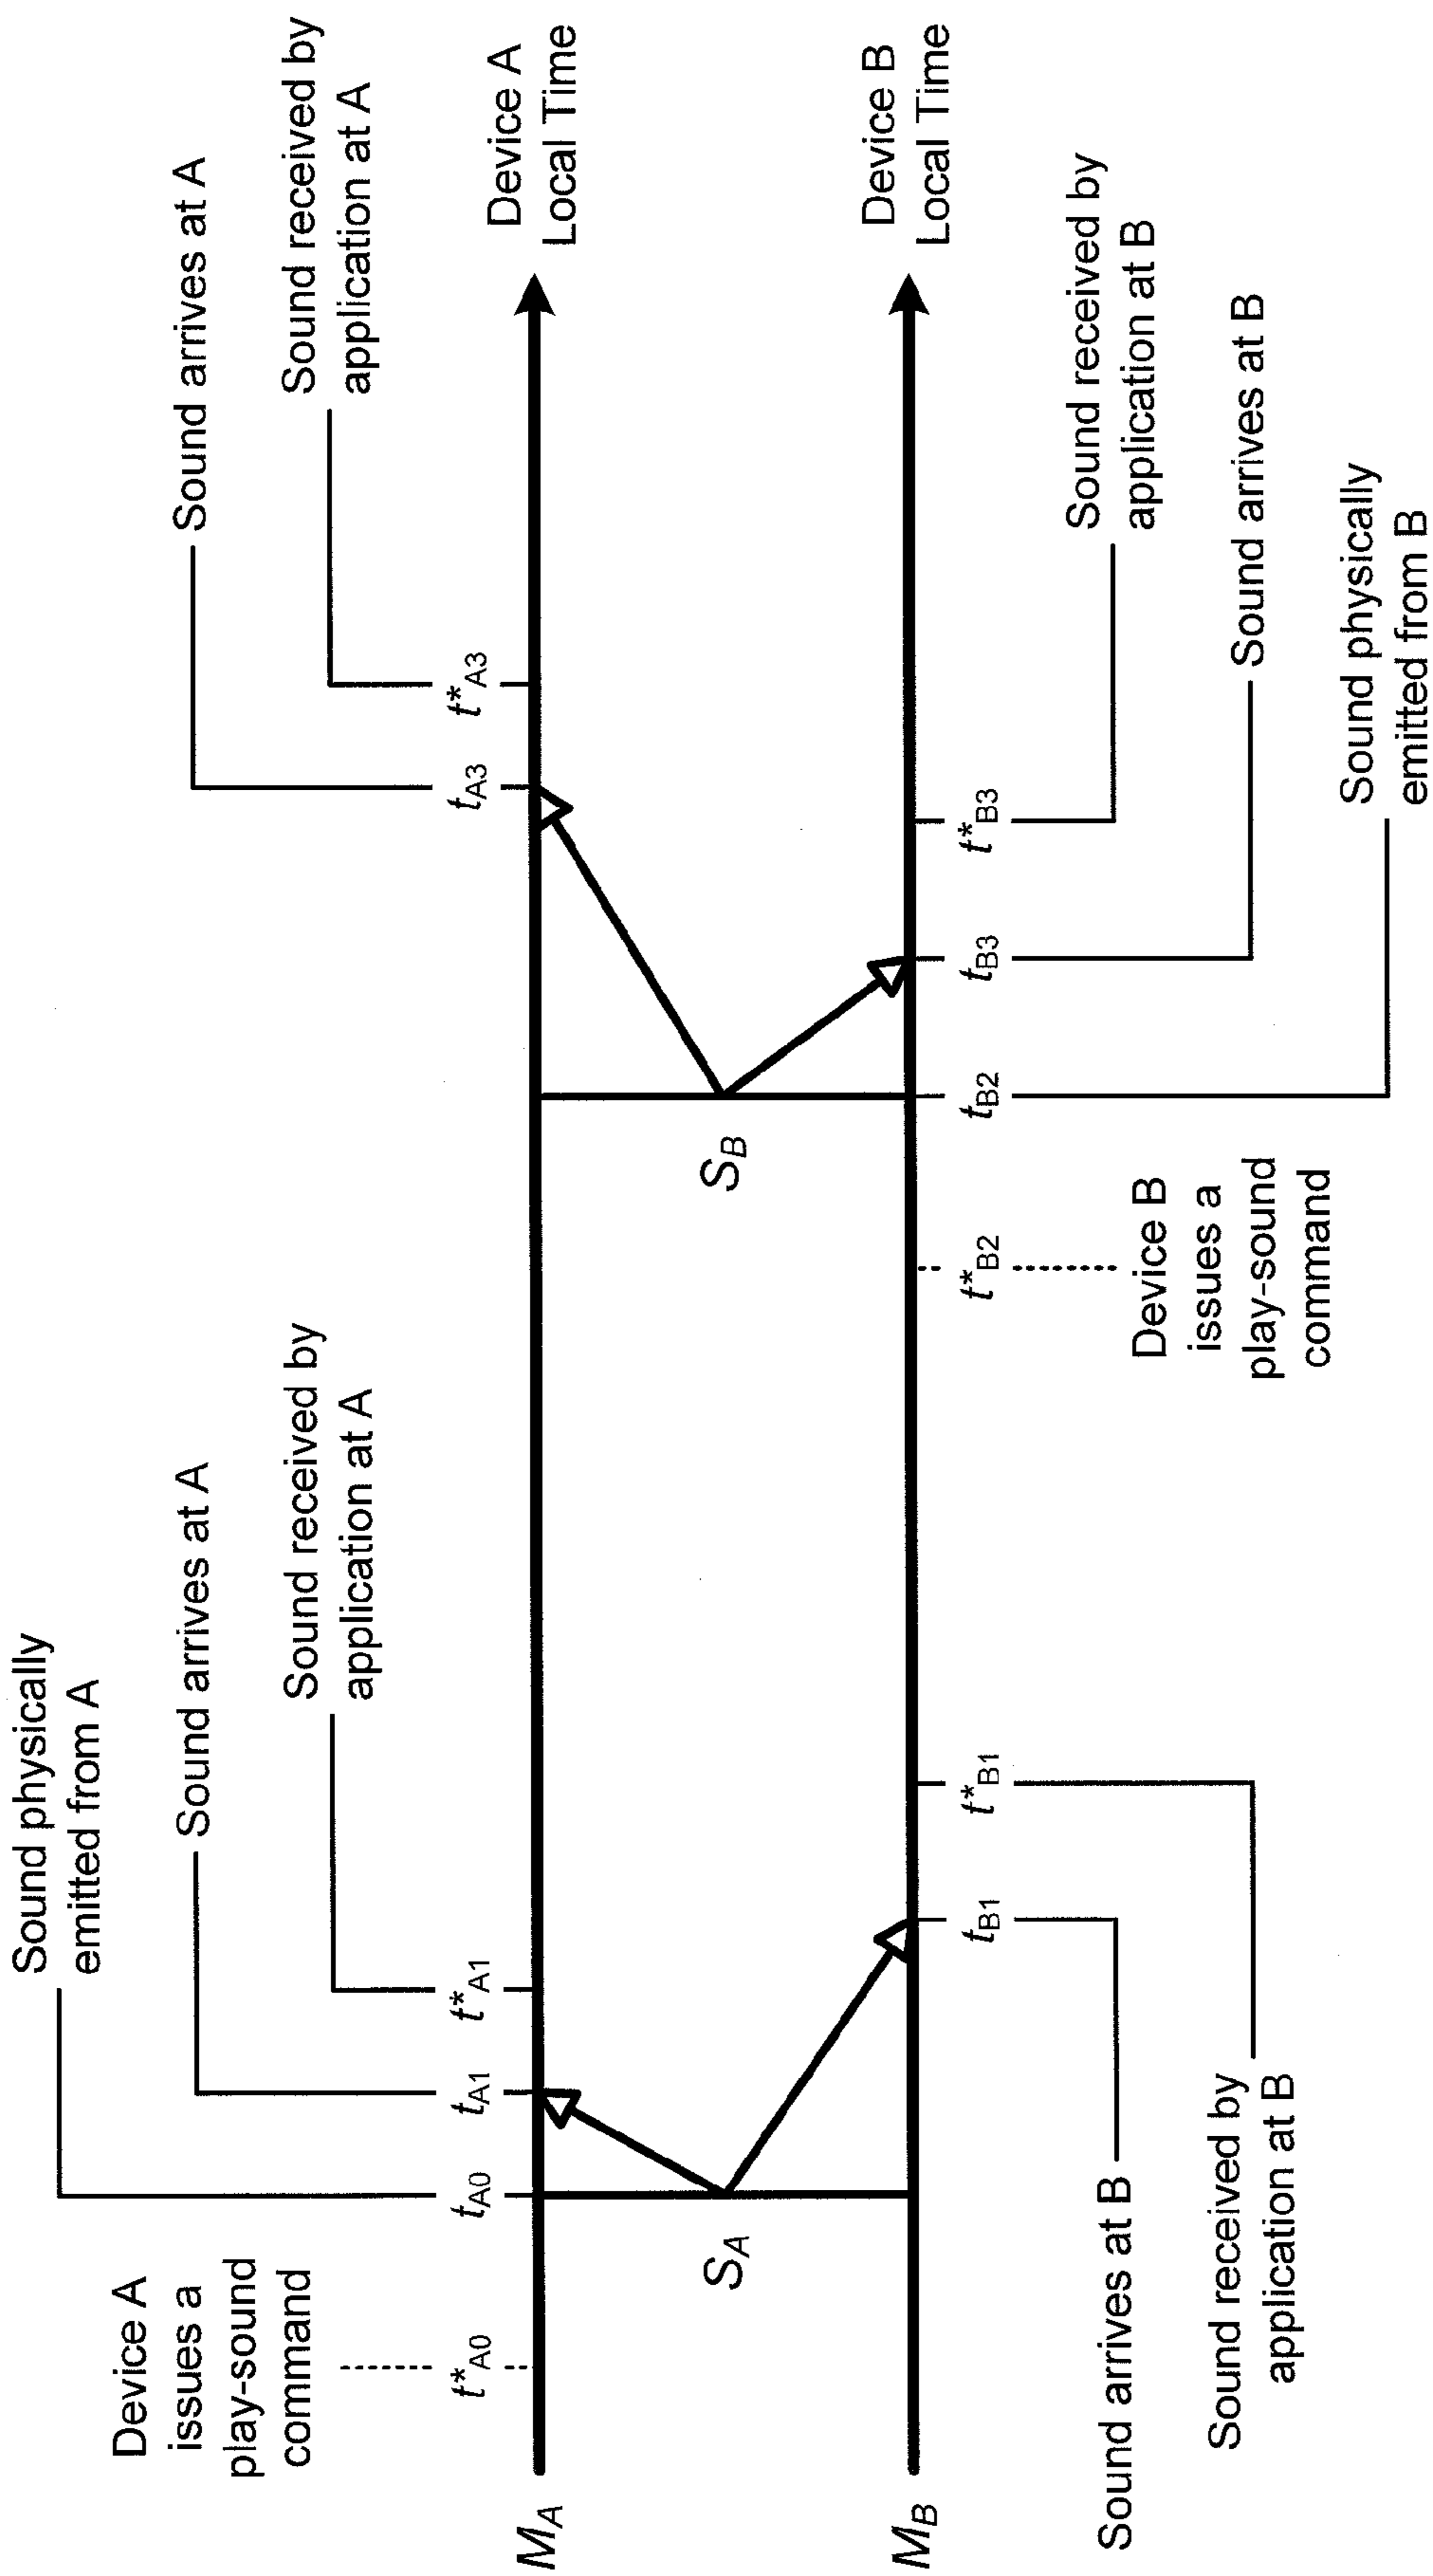 Sound physically
emitted from A
Sound arrives at A
Sound arrives at A
Device A
issues a
play-sound
command
Sound received by
application at A
Sound received by
application at A
t*A0
tA0
tA1
t*A1
tA3
t*A3
MA
Device A
Local Time
SA
SB
MB
Device B
Local Time
tB1
t*B1
t*B2
tB2
tB3
t*B3
Sound arrives at B
Sound received by
application at B
Device B
issues a
play-sound
command
Sound received by
application at B
Sound arrives at B
Sound physically
emitted from B